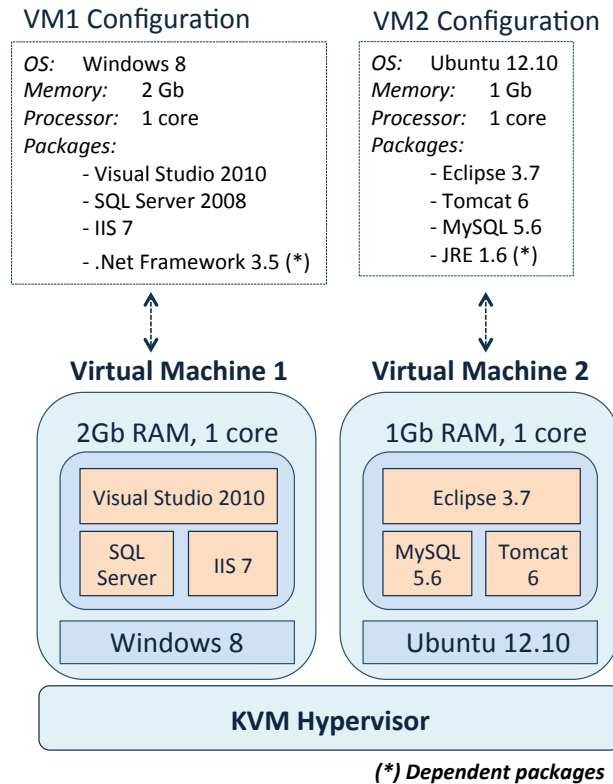 VM1 Configuration
OS: Windows 8
Memory: 2 Gb
Processor: 1 core
Packages:
- Visual Studio 2010
- SQL Server 2008
- IIS 7
- .Net Framework 3.5 (*)
VM2 Configuration
OS: Ubuntu 12.10
Memory: 1 Gb
Processor: 1 core
Packages:
- Eclipse 3.7
- Tomcat 6
- MySQL 5.6
- JRE 1.6 (*)
Virtual Machine 1
2Gb RAM, 1 core
Visual Studio 2010
SQL
Server
IIS 7
Windows 8
Virtual Machine 2
1Gb RAM, 1 core
Eclipse 3.7
MySQL
5.6
Tomcat
6
Ubuntu 12.10
KVM Hypervisor
(*) Dependent packages